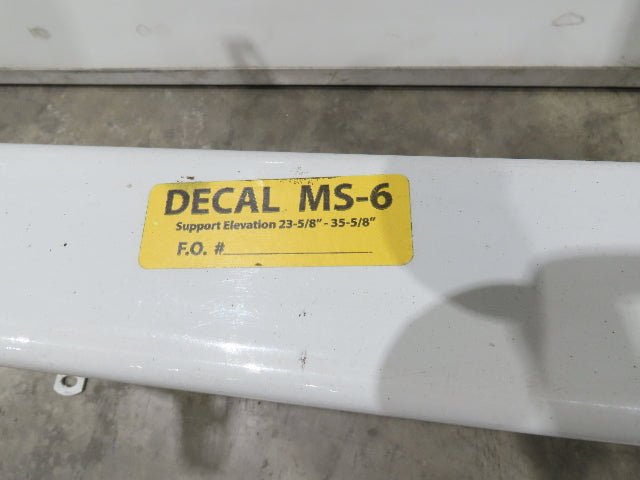 DECAL MS-6
Support Elevation 23-5/8" - 35-5/8"
F.O. #